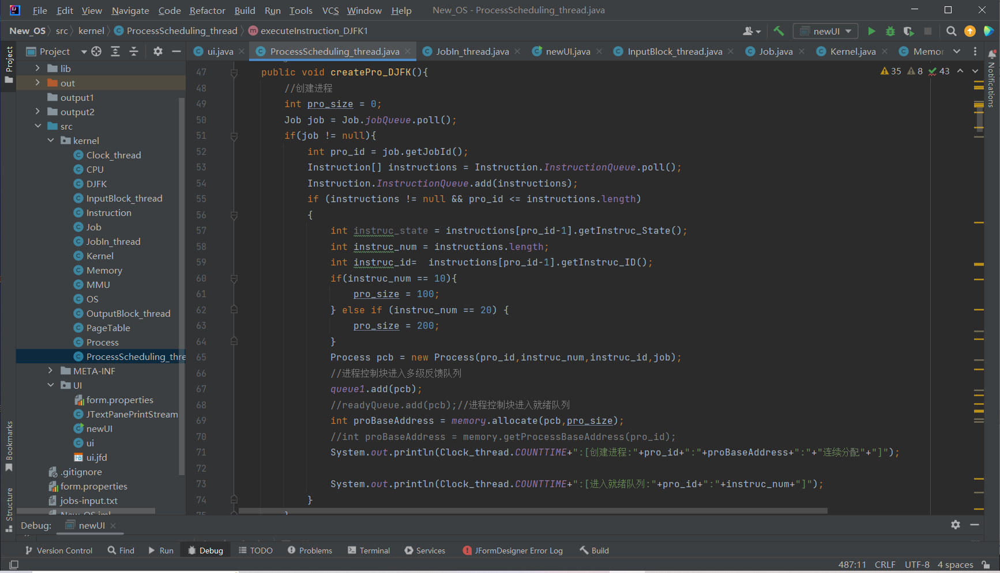 File Edit View Navigate Code Refactor Build Run Tools VCS Window Help New_OS - ProcessScheduling_thread.java
New_OS src kernel ProcessScheduling_thread executeInstruction_DJFK1 newUI
Project
ui.java ProcessScheduling_thread.java JobIn_thread.java newUI.java InputBlock_thread.java Job.java Kernel.java Memor
Project
lib
out
output1
output2
src
kernel
Clock_thread
CPU
DJFK
InputBlock_thread
Instruction
Job
JobIn_thread
Kernel
Memory
MMU
OS
OutputBlock_thread
PageTable
Process
ProcessScheduling_thre
META-INF
UI
form.properties
JTextPanePrintStream
newUI
ui
ui.jfd
.gitignore
form.properties
jobs-input.txt
New_OS.iml
Bookmarks
Structure
35 8 43
Notifications
47 public void createPro_DJFK(){
48 //创建进程
49 int pro_size = 0;
50 Job job = Job.jobQueue.poll();
51 if(job != null){
52 int pro_id = job.getJobId();
53 Instruction[] instructions = Instruction.InstructionQueue.poll();
54 Instruction.InstructionQueue.add(instructions);
55 if (instructions != null && pro_id <= instructions.length)
56 {
57 int instruc_state = instructions[pro_id-1].getInstruc_State();
58 int instruc_num = instructions.length;
59 int instruc_id=  instructions[pro_id-1].getInstruc_ID();
60 if(instruc_num == 10){
61 pro_size = 100;
62 } else if (instruc_num == 20) {
63 pro_size = 200;
64 }
65 Process pcb = new Process(pro_id,instruc_num,instruc_id,job);
66 //进程控制块进入多级反馈队列
67 queue1.add(pcb);
68 //readyQueue.add(pcb);//进程控制块进入就绪队列
69 int proBaseAddress = memory.allocate(pcb,pro_size);
70 //int proBaseAddress = memory.getProcessBaseAddress(pro_id);
71 System.out.println(Clock_thread.COUNTTIME+":[创建进程:"+pro_id+":"+proBaseAddress+":"+"连续分配"+"]");
72
73 System.out.println(Clock_thread.COUNTTIME+":[进入就绪队列:"+pro_id+":"+instruc_num+"]");
74 }
75 }
Debug: newUI
Version Control Find Run Debug TODO Problems Terminal Services JFormDesigner Error Log Build
487:11 CRLF UTF-8 4 spaces